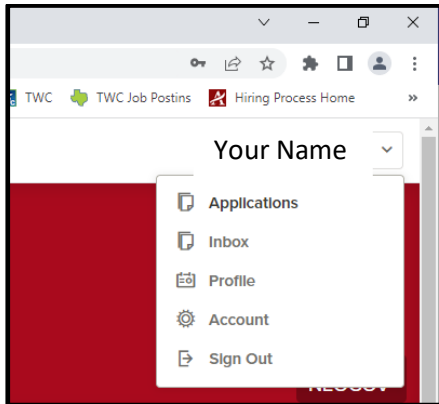 TWC TWC Job Postins Hiring Process Home »
Your Name
Applications
Inbox
Profile
Account
Sign Out